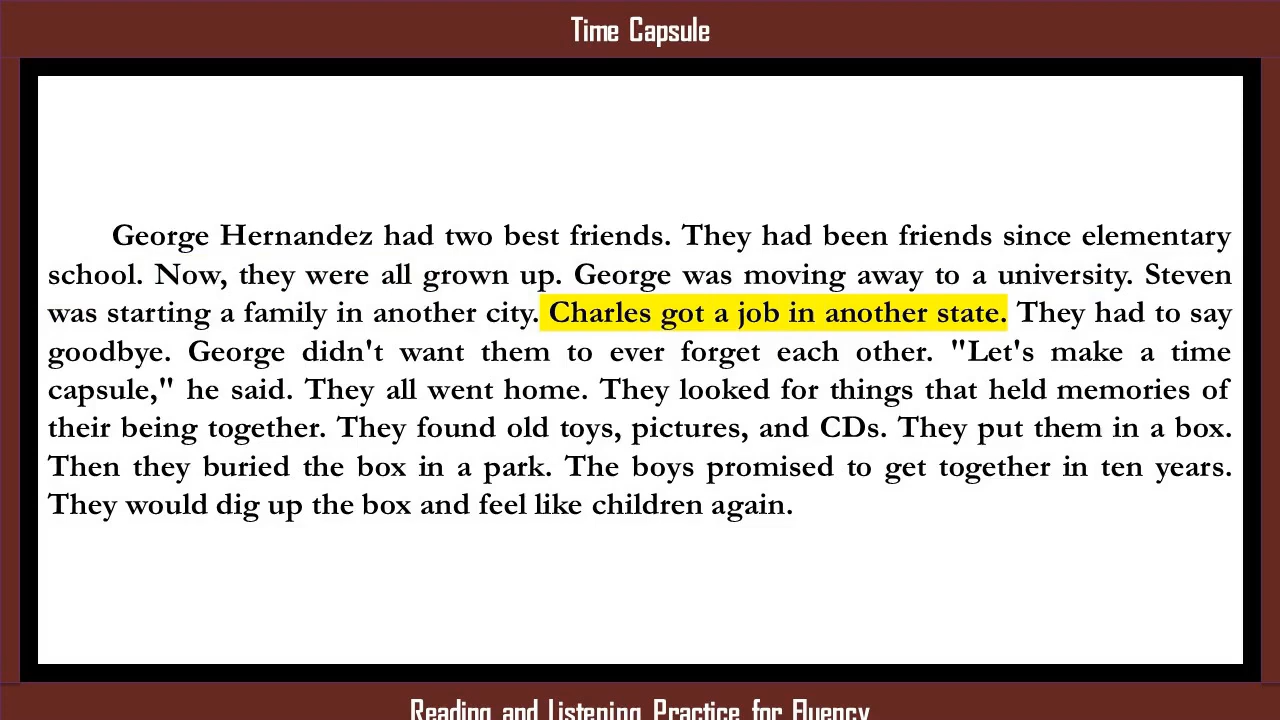 Time Capsule
George Hernandez had two best friends. They had been friends since elementary
school. Now, they were all grown up. George was moving away to a university. Steven
was starting a family in another city. Charles got a job in another state. They had to say
goodbye. George didn't want them to ever forget each other. "Let's make a time
capsule," he said. They all went home. They looked for things that held memories of
their being together. They found old toys, pictures, and CDs. They put them in a box.
Then they buried the box in a park. The boys promised to get together in ten years.
They would dig up the box and feel like children again.
Reading and Listening Practice for Fluency